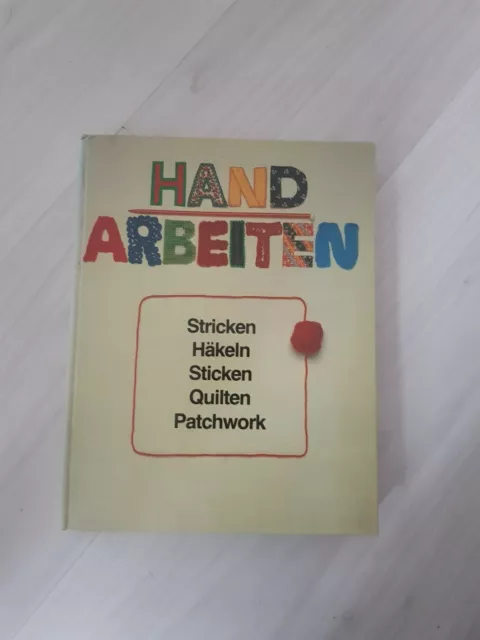 HAND
ARBEITEN
Stricken
Häkeln
Sticken
Quilten
Patchwork